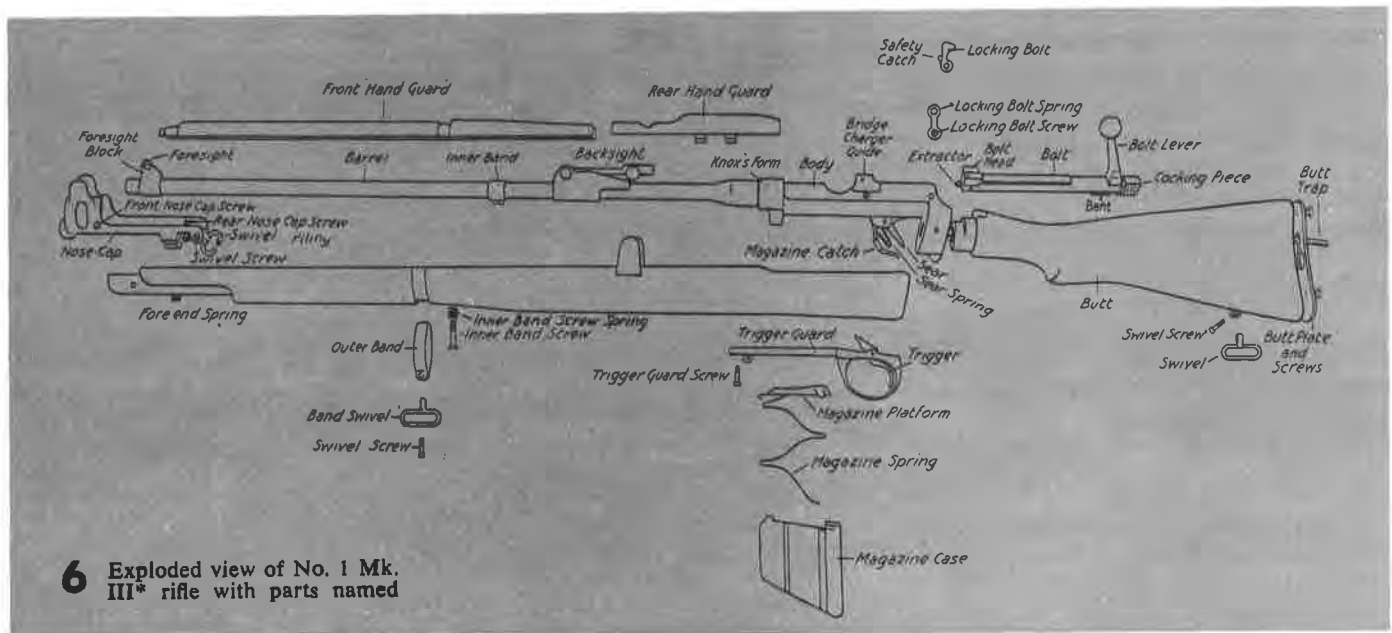 Safety
Catch
Locking Bolt
Front Hand Guard
Rear Hand Guard
Locking Bolt Spring
Locking Bolt Screw
Foresight
Block
Foresight
Barrel
Inner Band
Backsight
Knox's Form
Body
Bridge
Charger
Guide
Extractor
Bolt
Head
Bolt
Bolt Lever
Cocking Piece
Bent
Butt
Trap
Front Nose Cap Screw
Rear Nose Cap Screw
Swivel
Piling
Nose-Cap
Swivel Screw
Magazine Catch
Sear
Sear Spring
Butt
Fore end Spring
Inner Band Screw Spring
Inner Band Screw
Outer Band
Trigger Guard
Trigger
Swivel Screw
Swivel
Butt Plate
and
Screws
Trigger Guard Screw
Band Swivel
Magazine Platform
Swivel Screw
Magazine Spring
Magazine Case
6 Exploded view of No. 1 Mk.
III* rifle with parts named